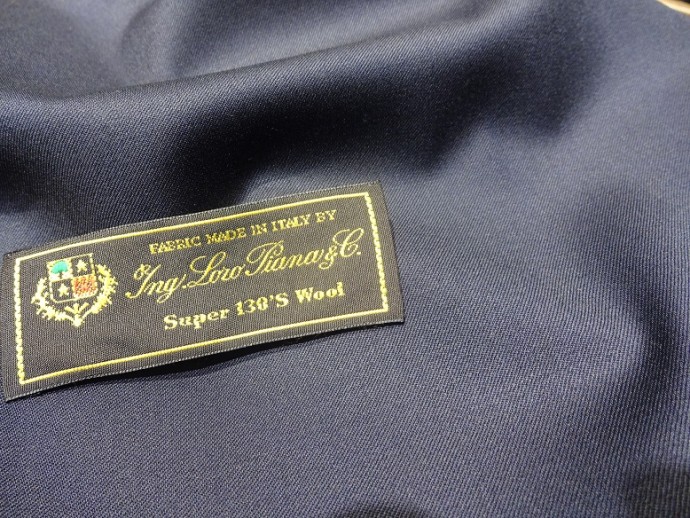 FABRIC MADE IN ITALY BY
Ing. Loro Piana & C.
Super 130'S Wool